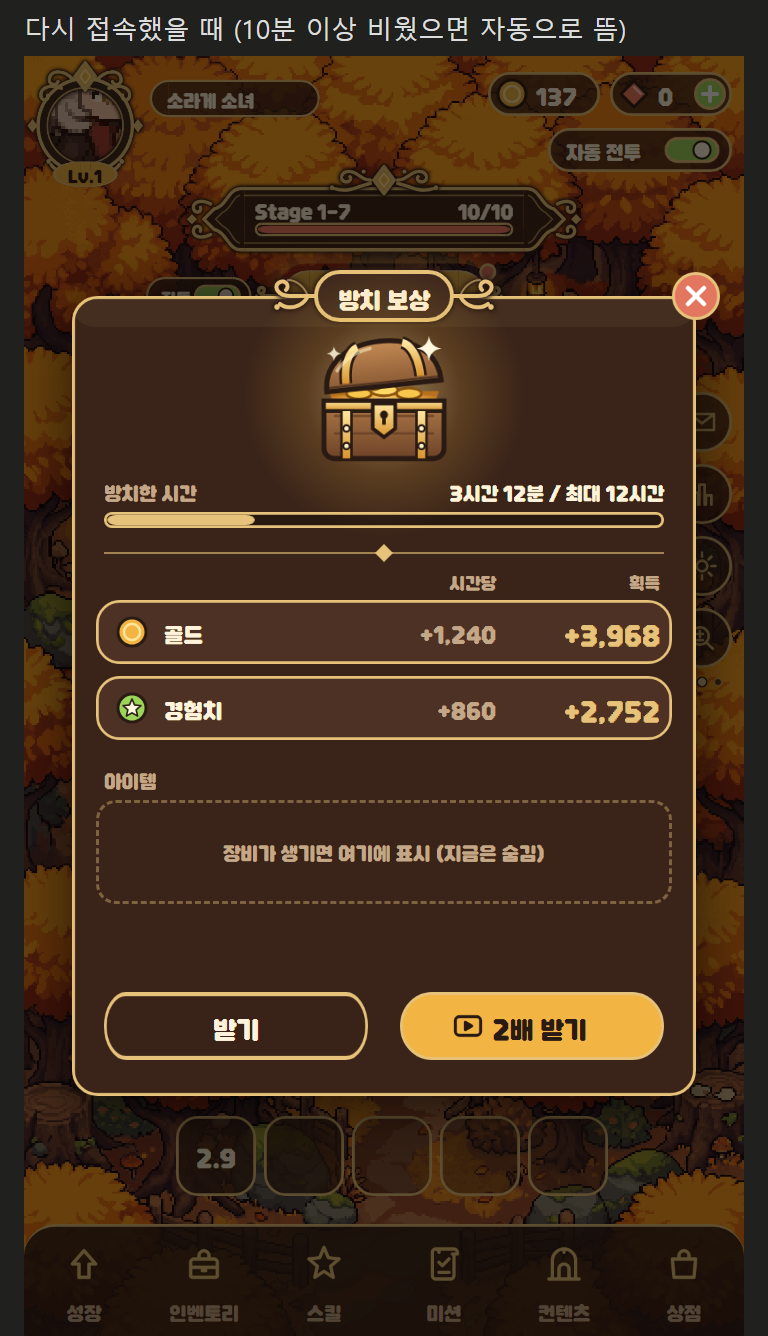 다시 접속했을 때 (10분 이상 비웠으면 자동으로 뜸)
소라게 소녀
137
0
자동 전투
Lv.1
Stage 1-7
10/10
방치 보상
방치한 시간
3시간 12분 / 최대 12시간
시간당
획득
골드
+1,240
+3,968
경험치
+860
+2,752
아이템
장비가 생기면 여기에 표시 (지금은 숨김)
받기
2배 받기
2.9
성장
인벤토리
스킬
미션
컨텐츠
상점